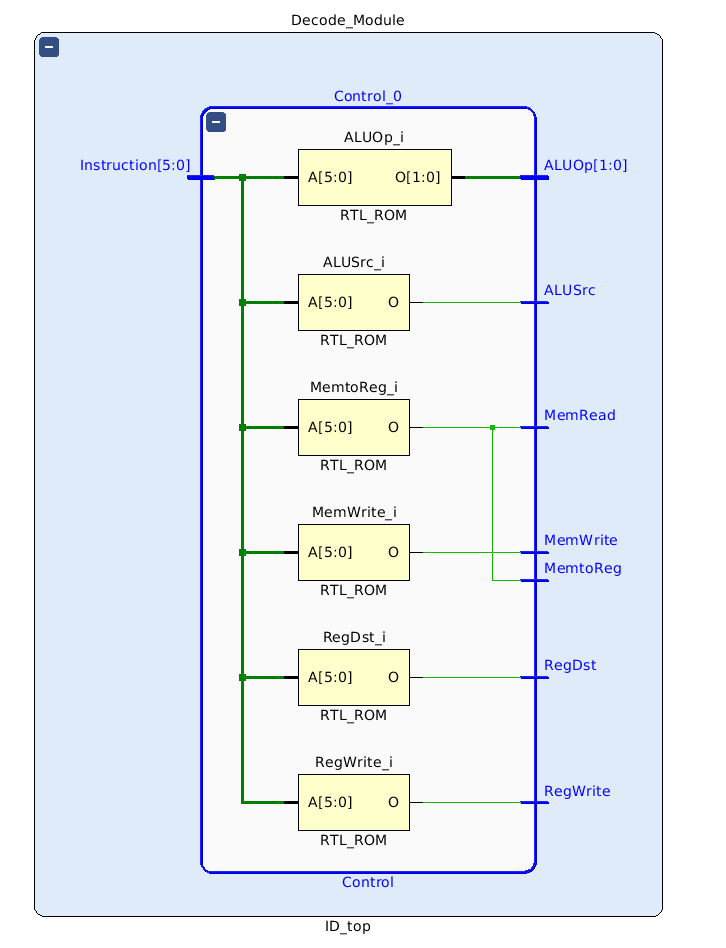 Decode_Module
Control_0
ALUOp_i
Instruction[5:0]
A[5:0] O[1:0]
ALUOp[1:0]
RTL_ROM
ALUSrc_i
A[5:0] O
ALUSrc
RTL_ROM
MemtoReg_i
A[5:0] O
MemRead
RTL_ROM
MemWrite_i
A[5:0] O
MemWrite
MemtoReg
RTL_ROM
RegDst_i
A[5:0] O
RegDst
RTL_ROM
RegWrite_i
A[5:0] O
RegWrite
RTL_ROM
Control
ID_top